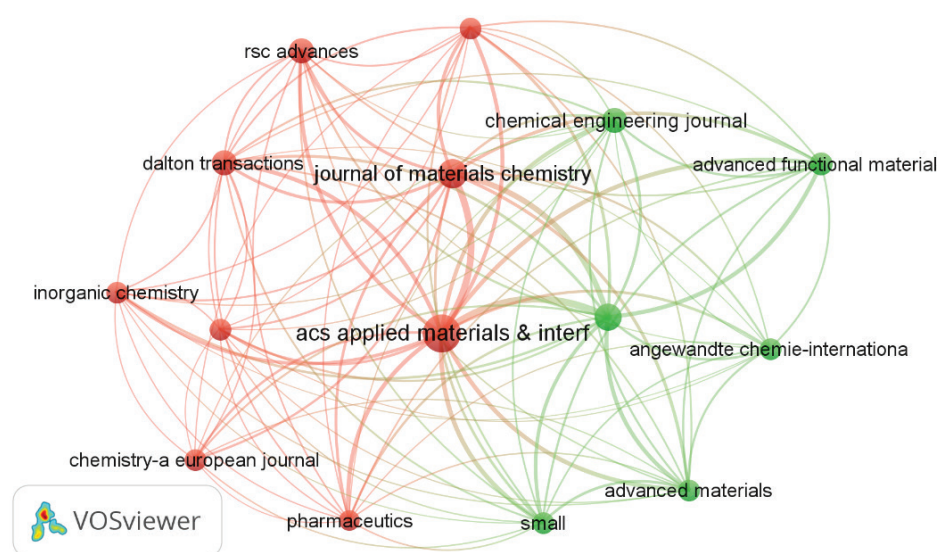 rsc advances
chemical engineering journal
dalton transactions
journal of materials chemistry
advanced functional material
inorganic chemistry
acs applied materials & interf
angewandte chemie-internationa
chemistry-a european journal
advanced materials
pharmaceutics
small
VOSviewer